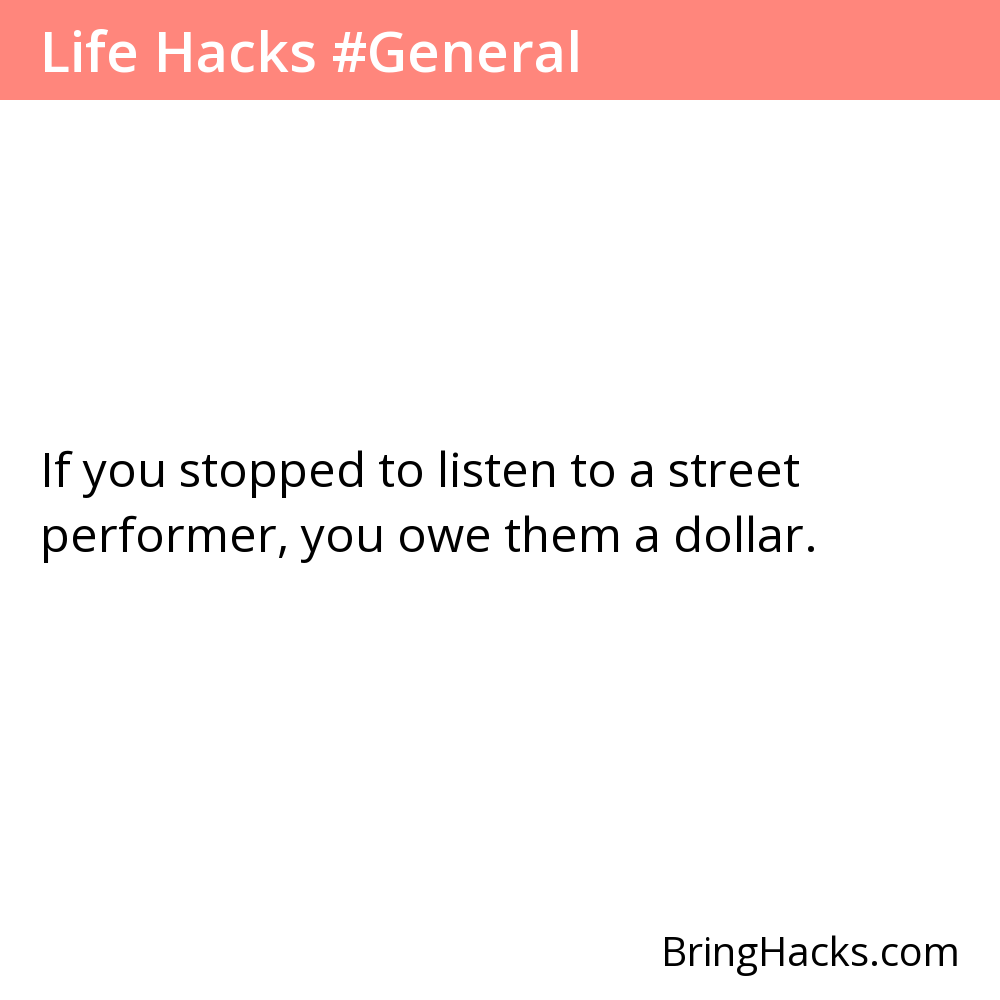 Life Hacks #General
If you stopped to listen to a street
performer, you owe them a dollar.
BringHacks.com